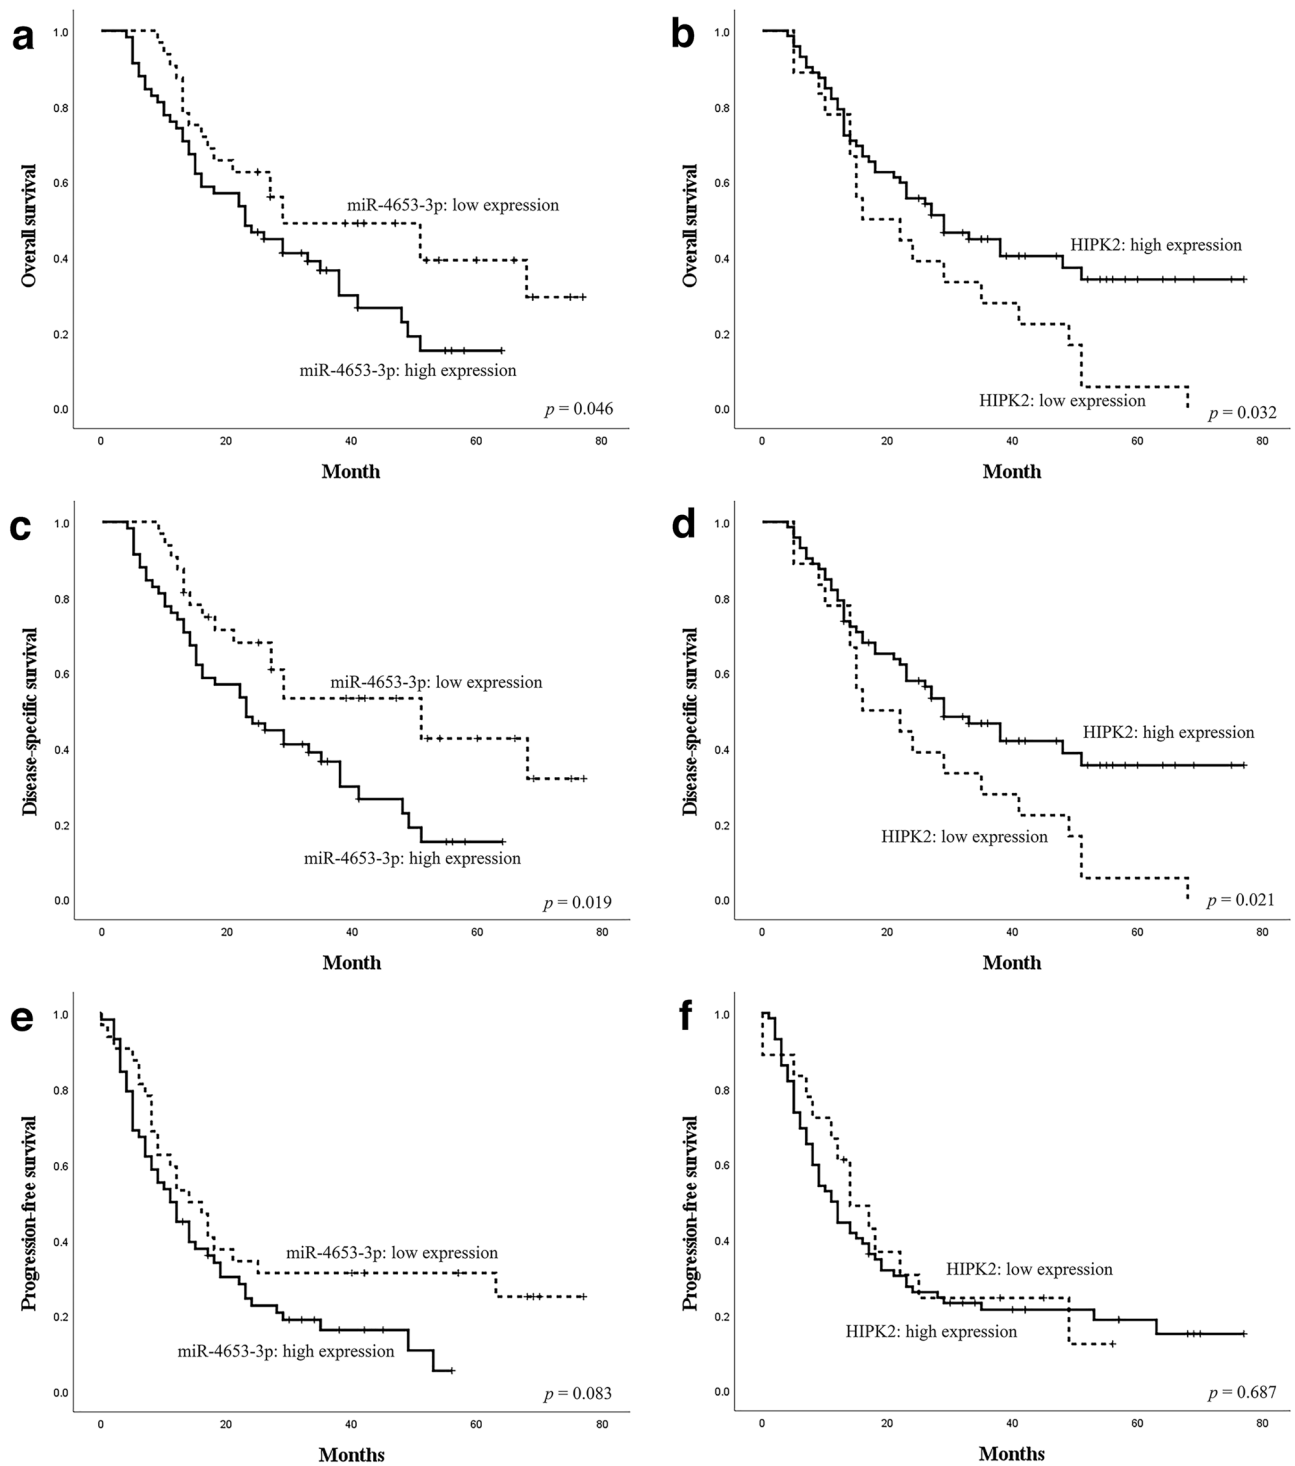 a
1.0
0.8
0.6
0.4
0.2
0.0
Overall survival
miR-4653-3p: low expression
miR-4653-3p: high expression
p = 0.046
0 20 40 60 80
Month
b
1.0
0.8
0.6
0.4
0.2
0.0
Overall survival
HIPK2: high expression
HIPK2: low expression
p = 0.032
0 20 40 60 80
Month
c
1.0
0.8
0.6
0.4
0.2
0.0
Disease-specific survival
miR-4653-3p: low expression
miR-4653-3p: high expression
p = 0.019
0 20 40 60 80
Month
d
1.0
0.8
0.6
0.4
0.2
0.0
Disease-specific survival
HIPK2: high expression
HIPK2: low expression
p = 0.021
0 20 40 60 80
Month
e
1.0
0.8
0.6
0.4
0.2
0.0
Progression-free survival
miR-4653-3p: low expression
miR-4653-3p: high expression
p = 0.083
0 20 40 60 80
Months
f
1.0
0.8
0.6
0.4
0.2
0.0
Progression-free survival
HIPK2: low expression
HIPK2: high expression
p = 0.687
0 20 40 60 80
Months